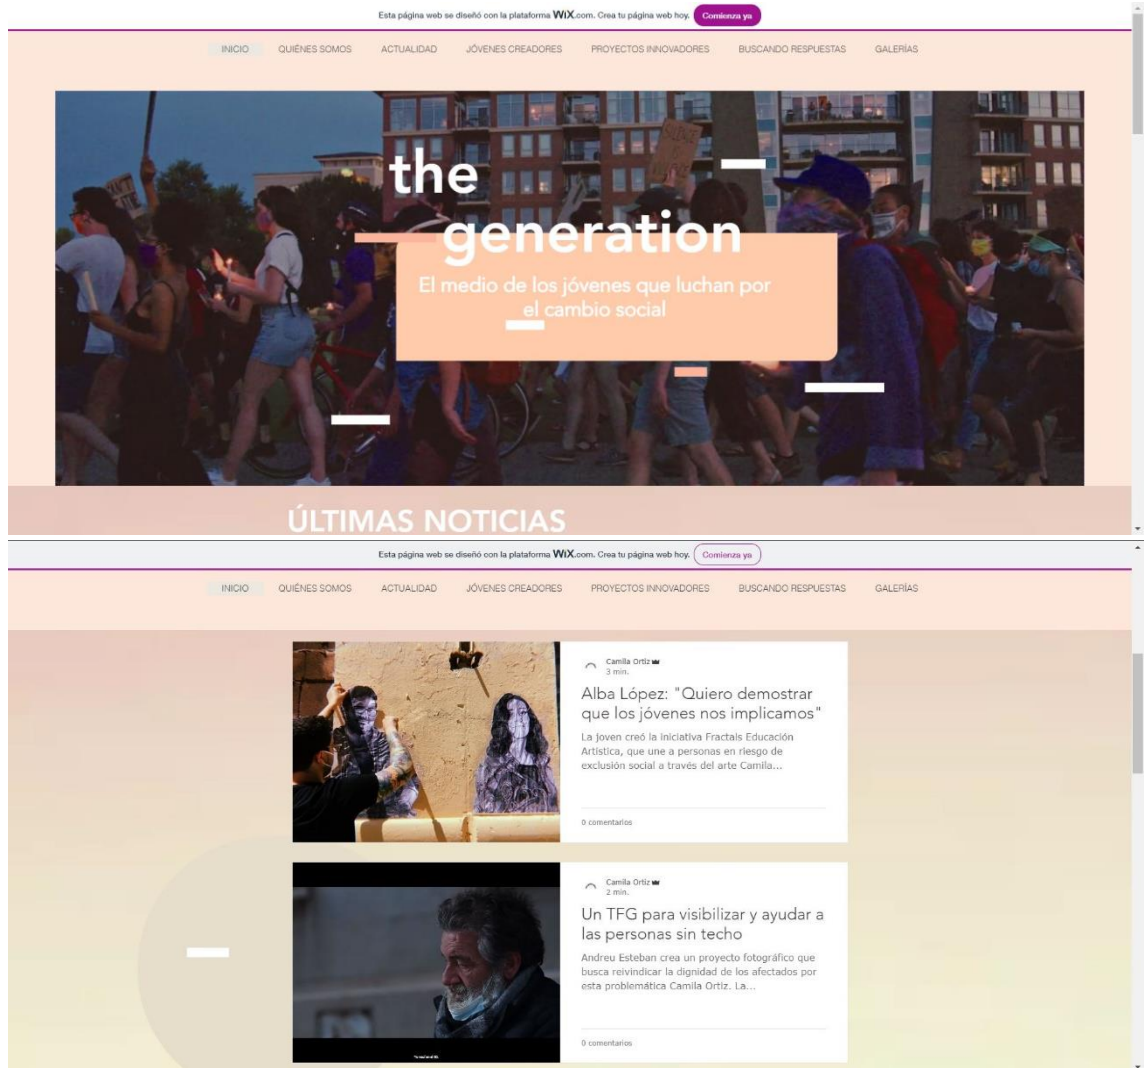 Esta página web se diseñó con la plataforma WiX.com. Crea tu página web hoy. Comienza ya
INICIO QUIÉNES SOMOS ACTUALIDAD JÓVENES CREADORES PROYECTOS INNOVADORES BUSCANDO RESPUESTAS GALERÍAS
SILENCE
IS
VIOLENCE
the
generation
El medio de los jóvenes que luchan por
el cambio social
ÚLTIMAS NOTICIAS
Esta página web se diseñó con la plataforma WiX.com. Crea tu página web hoy. Comienza ya
INICIO QUIÉNES SOMOS ACTUALIDAD JÓVENES CREADORES PROYECTOS INNOVADORES BUSCANDO RESPUESTAS GALERÍAS
Camila Ortiz
3 min.
Alba López: "Quiero demostrar
que los jóvenes nos implicamos"
La joven creó la iniciativa Fractals Educación
Artística, que une a personas en riesgo de
exclusión social a través del arte Camila...
0 comentarios
Camila Ortiz
2 min.
Un TFG para visibilizar y ayudar a
las personas sin techo
Andreu Esteban crea un proyecto fotográfico que
busca reivindicar la dignidad de los afectados por
esta problemática Camila Ortiz. La...
0 comentarios